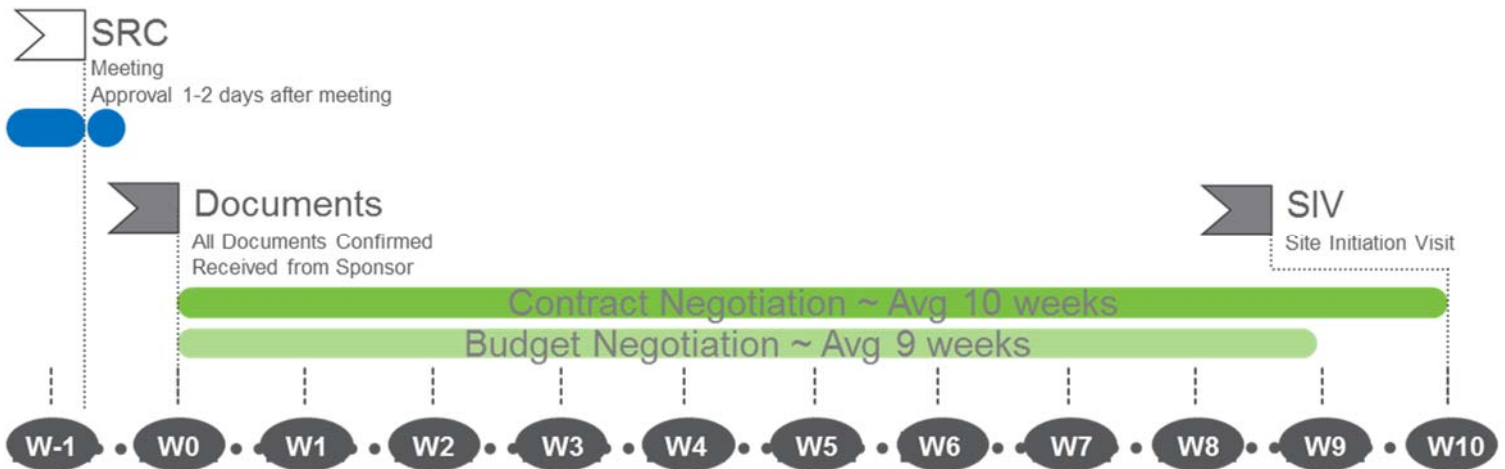 SRC
Meeting
Approval 1-2 days after meeting
Documents
All Documents Confirmed
Received from Sponsor
SIV
Site Initiation Visit
Contract Negotiation ~ Avg 10 weeks
Budget Negotiation ~ Avg 9 weeks
W-1 W0 W1 W2 W3 W4 W5 W6 W7 W8 W9 W10